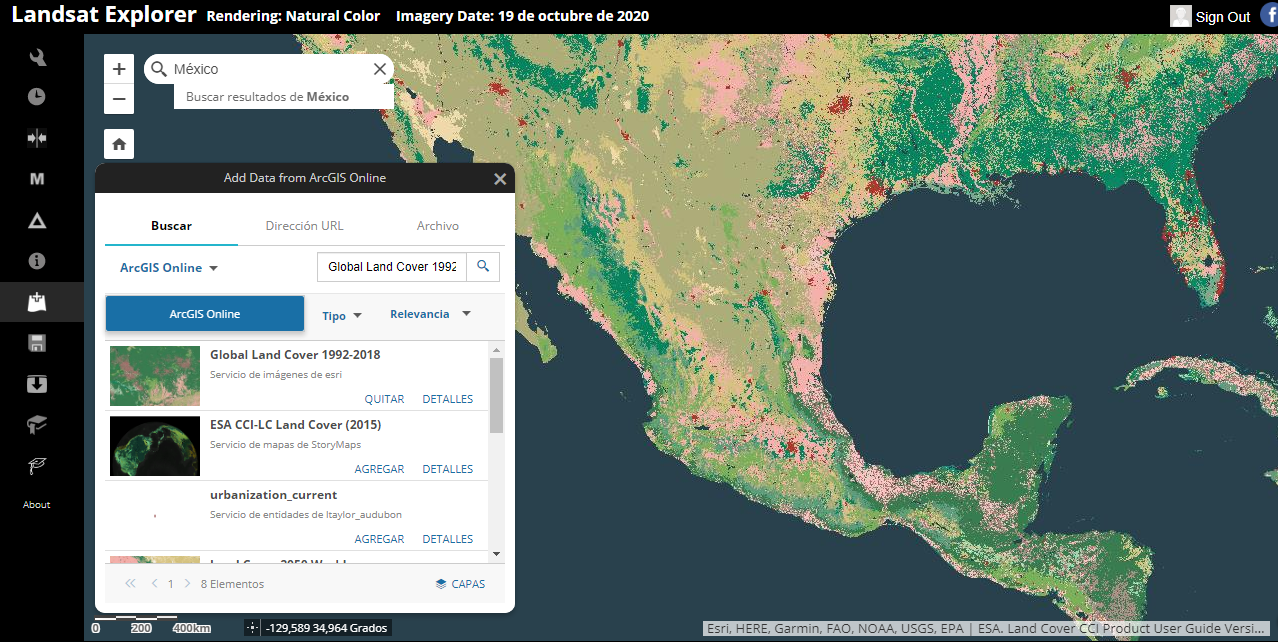 Landsat Explorer Rendering: Natural Color Imagery Date: 19 de octubre de 2020
Sign Out
f
+
México
Buscar resultados de México
−
M
i
About
Add Data from ArcGIS Online
Buscar Dirección URL Archivo
ArcGIS Online
Global Land Cover 1992
ArcGIS Online Tipo Relevancia
Global Land Cover 1992-2018
Servicio de imágenes de esri
QUITAR DETALLES
ESA CCI-LC Land Cover (2015)
Servicio de mapas de StoryMaps
AGREGAR DETALLES
urbanization_current
Servicio de entidades de ltaylor_audubon
AGREGAR DETALLES
1 8 Elementos CAPAS
0 200 400km
-129,589 34,964 Grados
Esri, HERE, Garmin, FAO, NOAA, USGS, EPA | ESA. Land Cover CCI Product User Guide Versi...